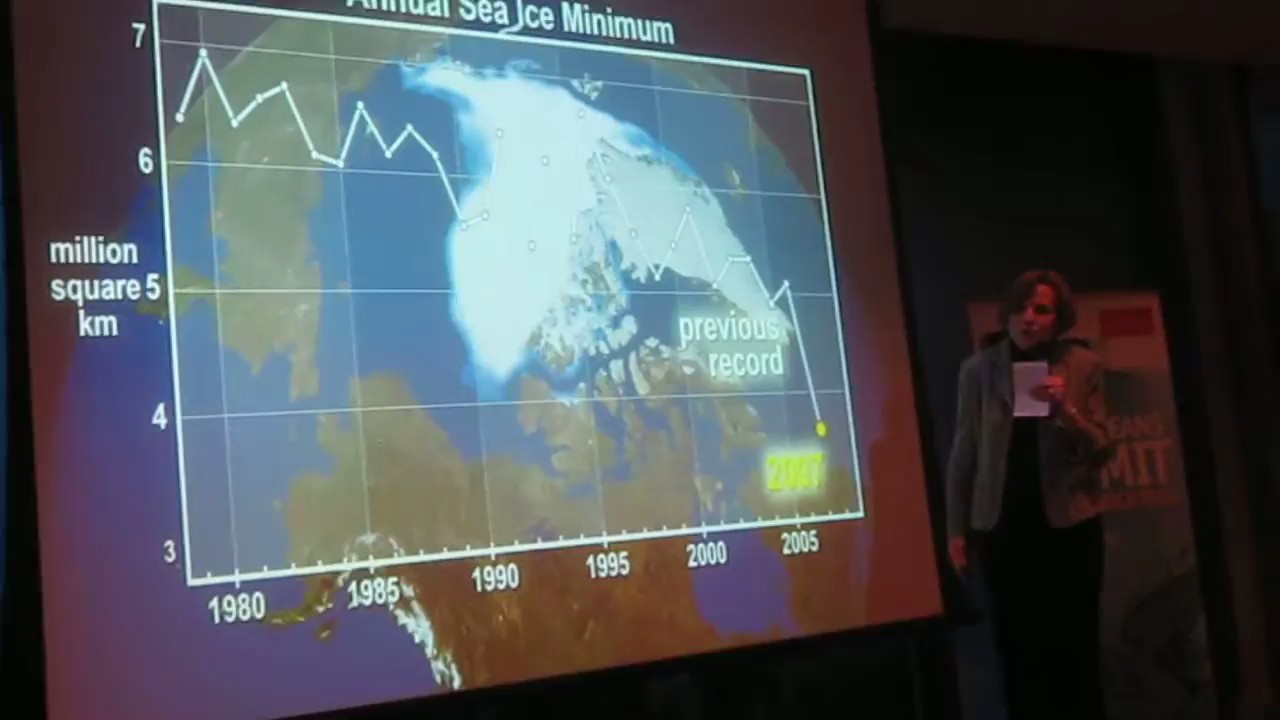 Annual Sea Ice Minimum
7
6
million
square 5
km
4
3
previous
record
2007
1980
1985
1990
1995
2000
2005
MIT